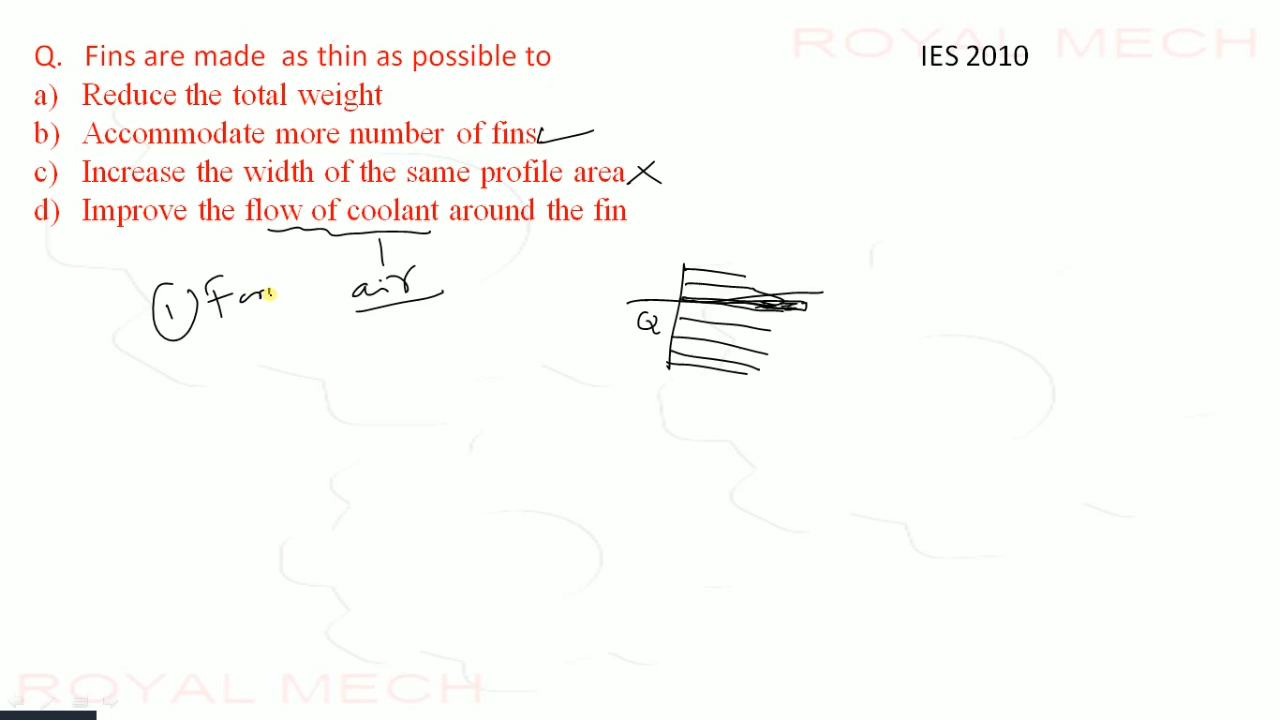 ROYAL MECH
Q. Fins are made as thin as possible to
IES 2010
a) Reduce the total weight
b) Accommodate more number of fins
c) Increase the width of the same profile area
d) Improve the flow of coolant around the fin
① For
air
Q
ROYAL MECH